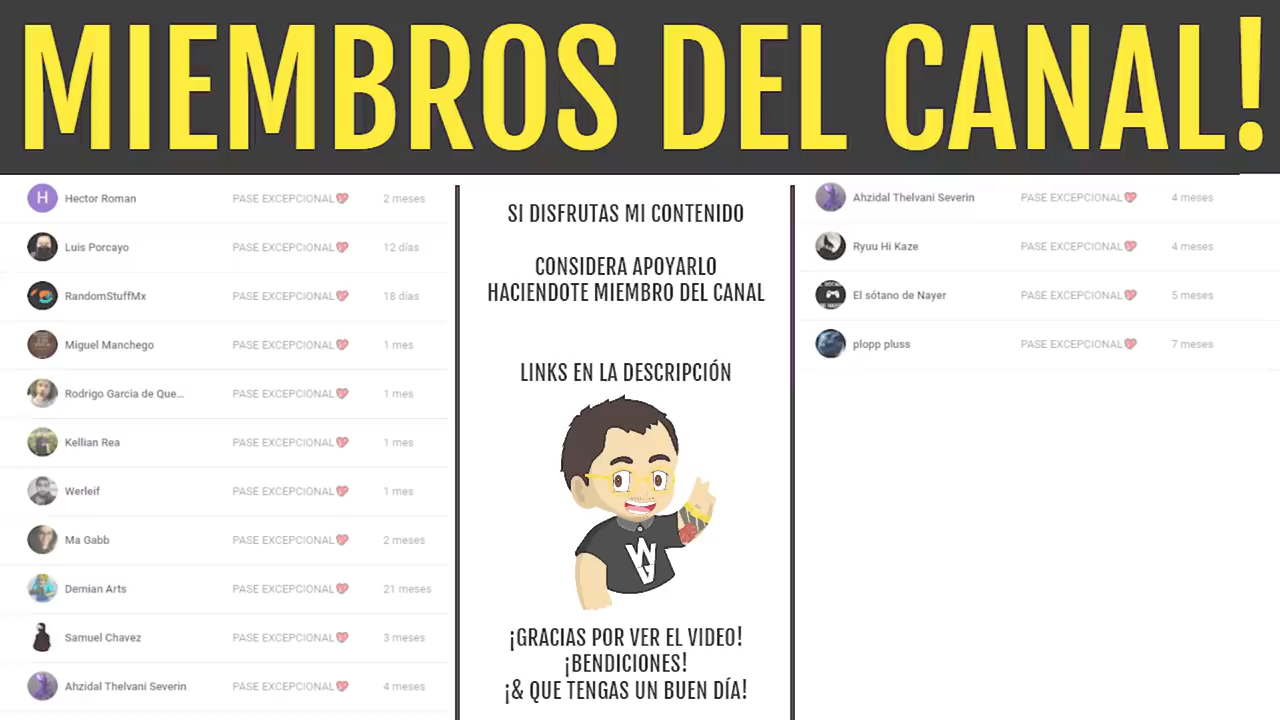 MIEMBROS DEL CANAL!
H Hector Roman PASE EXCEPCIONAL 2 meses
Luis Porcayo PASE EXCEPCIONAL 12 días
RandomStuffMx PASE EXCEPCIONAL 18 días
Miguel Manchego PASE EXCEPCIONAL 1 mes
Rodrigo Garcia de Que... PASE EXCEPCIONAL 1 mes
Kellian Rea PASE EXCEPCIONAL 1 mes
Werleif PASE EXCEPCIONAL 1 mes
Ma Gabb PASE EXCEPCIONAL 2 meses
Demian Arts PASE EXCEPCIONAL 21 meses
Samuel Chavez PASE EXCEPCIONAL 3 meses
Ahzidal Thelvani Severin PASE EXCEPCIONAL 4 meses
SI DISFRUTAS MI CONTENIDO
CONSIDERA APOYARLO
HACIENDOTE MIEMBRO DEL CANAL
LINKS EN LA DESCRIPCIÓN
¡GRACIAS POR VER EL VIDEO!
¡BENDICIONES!
¡& QUE TENGAS UN BUEN DÍA!
Ahzidal Thelvani Severin PASE EXCEPCIONAL 4 meses
Ryuu Hi Kaze PASE EXCEPCIONAL 4 meses
El sótano de Nayer PASE EXCEPCIONAL 5 meses
plopp pluss PASE EXCEPCIONAL 7 meses